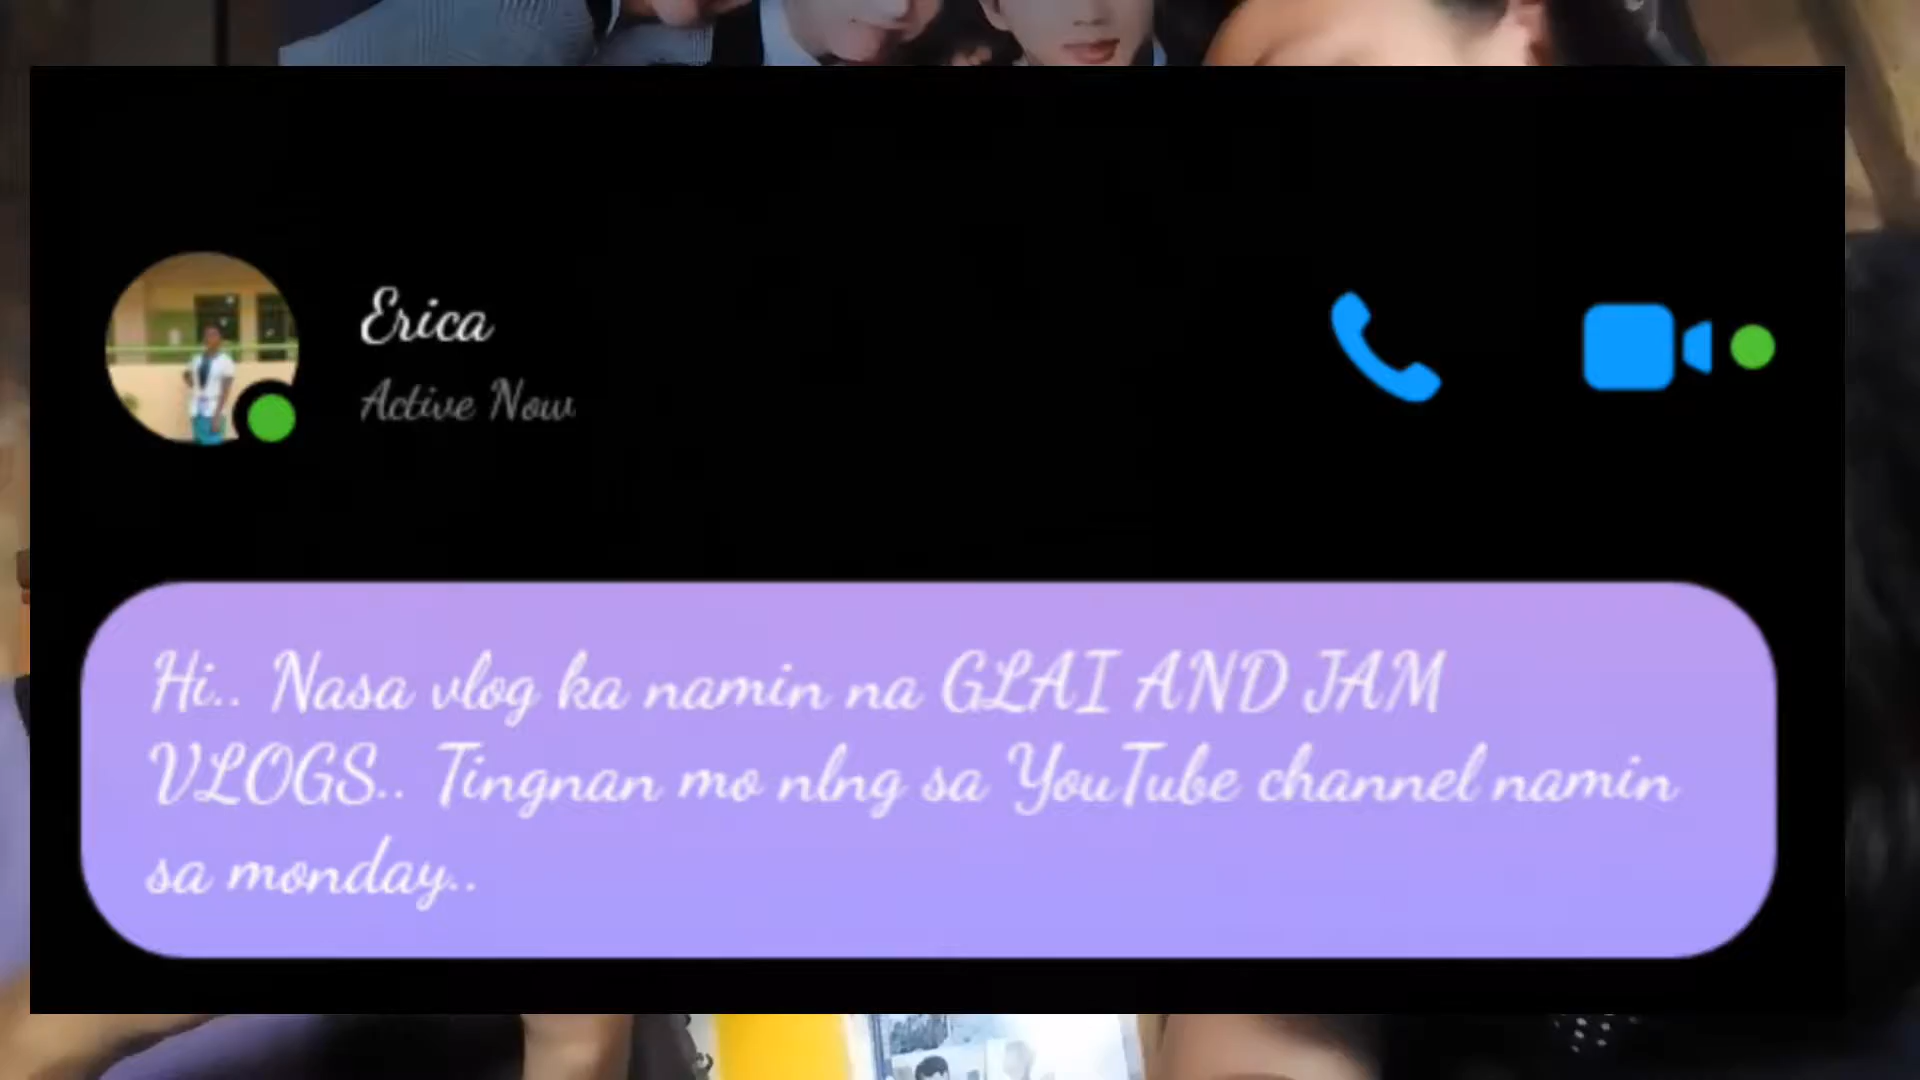 Erica
Active Now
Hi.. Nasa vlog ka namin na GLAI AND JAM
VLOGS.. Tingnan mo nlng sa YouTube channel namin
sa monday..